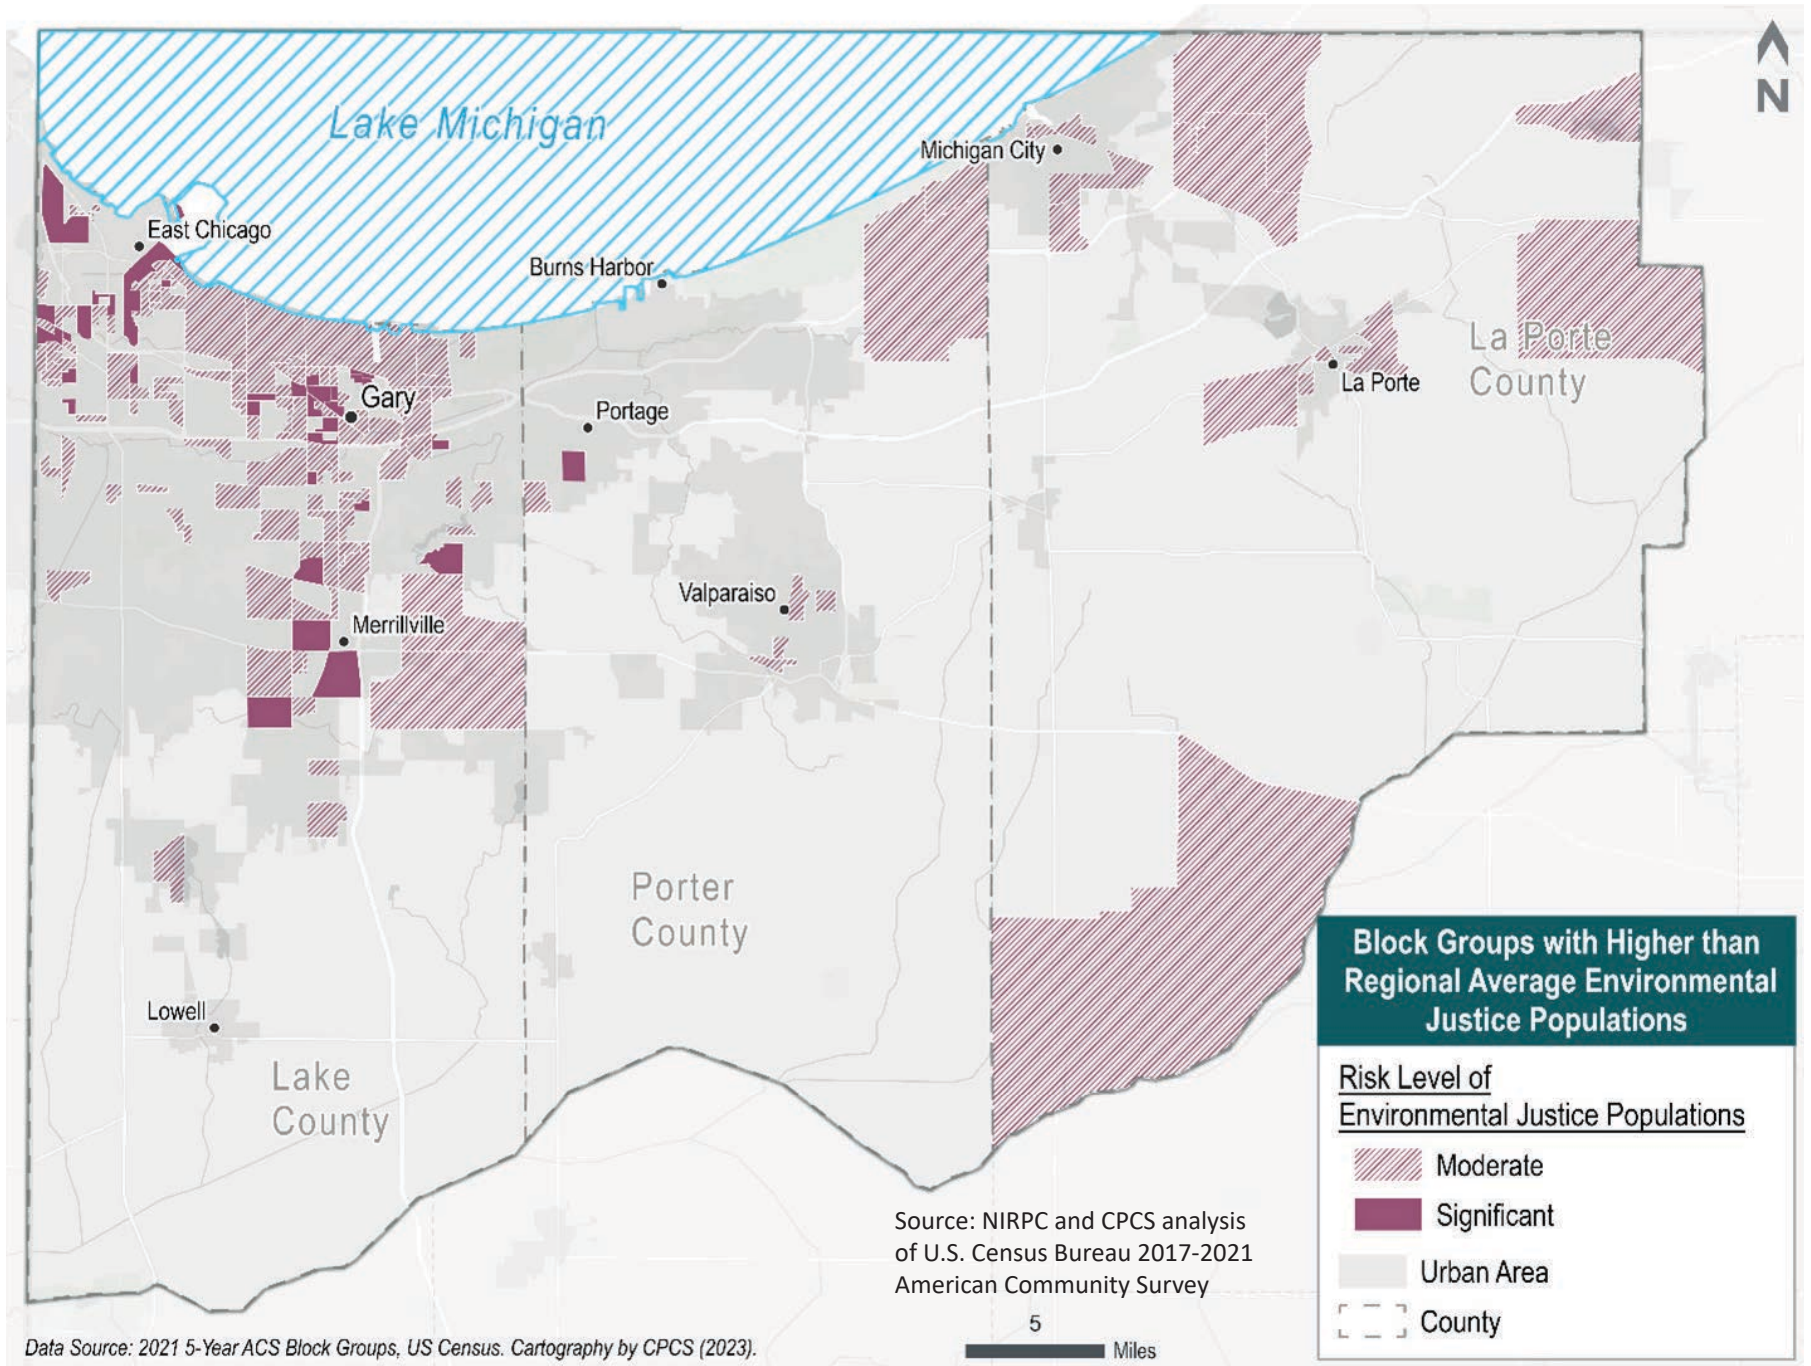 N
Lake Michigan
Michigan City
East Chicago
Burns Harbor
La Porte
County
La Porte
Gary
Portage
Valparaiso
Merrillville
Porter
County
Lowell
Lake
County
Block Groups with Higher than
Regional Average Environmental
Justice Populations
Risk Level of
Environmental Justice Populations
Moderate
Significant
Urban Area
County
Source: NIRPC and CPCS analysis
of U.S. Census Bureau 2017-2021
American Community Survey
5
Miles
Data Source: 2021 5-Year ACS Block Groups, US Census. Cartography by CPCS (2023).